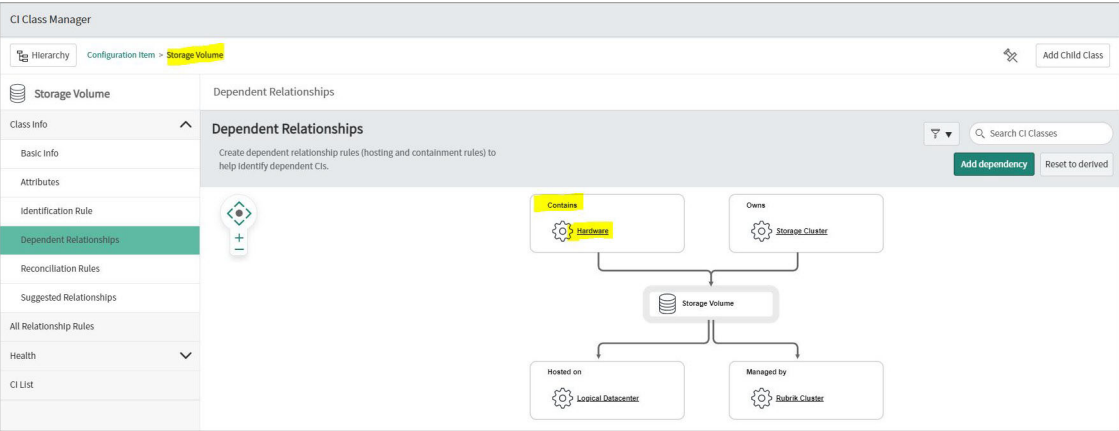 CI Class Manager
Hierarchy
Configuration Item > Storage Volume
Add Child Class
Storage Volume
Dependent Relationships
Class Info
Basic Info
Attributes
Identification Rule
Dependent Relationships
Reconciliation Rules
Suggested Relationships
All Relationship Rules
Health
CI List
Dependent Relationships
Create dependent relationship rules (hosting and containment rules) to
help identify dependent CIs.
Search CI Classes
Add dependency
Reset to derived
Contains
Hardware
Owns
Storage Cluster
Storage Volume
Hosted on
Logical Datacenter
Managed by
Rubrik Cluster